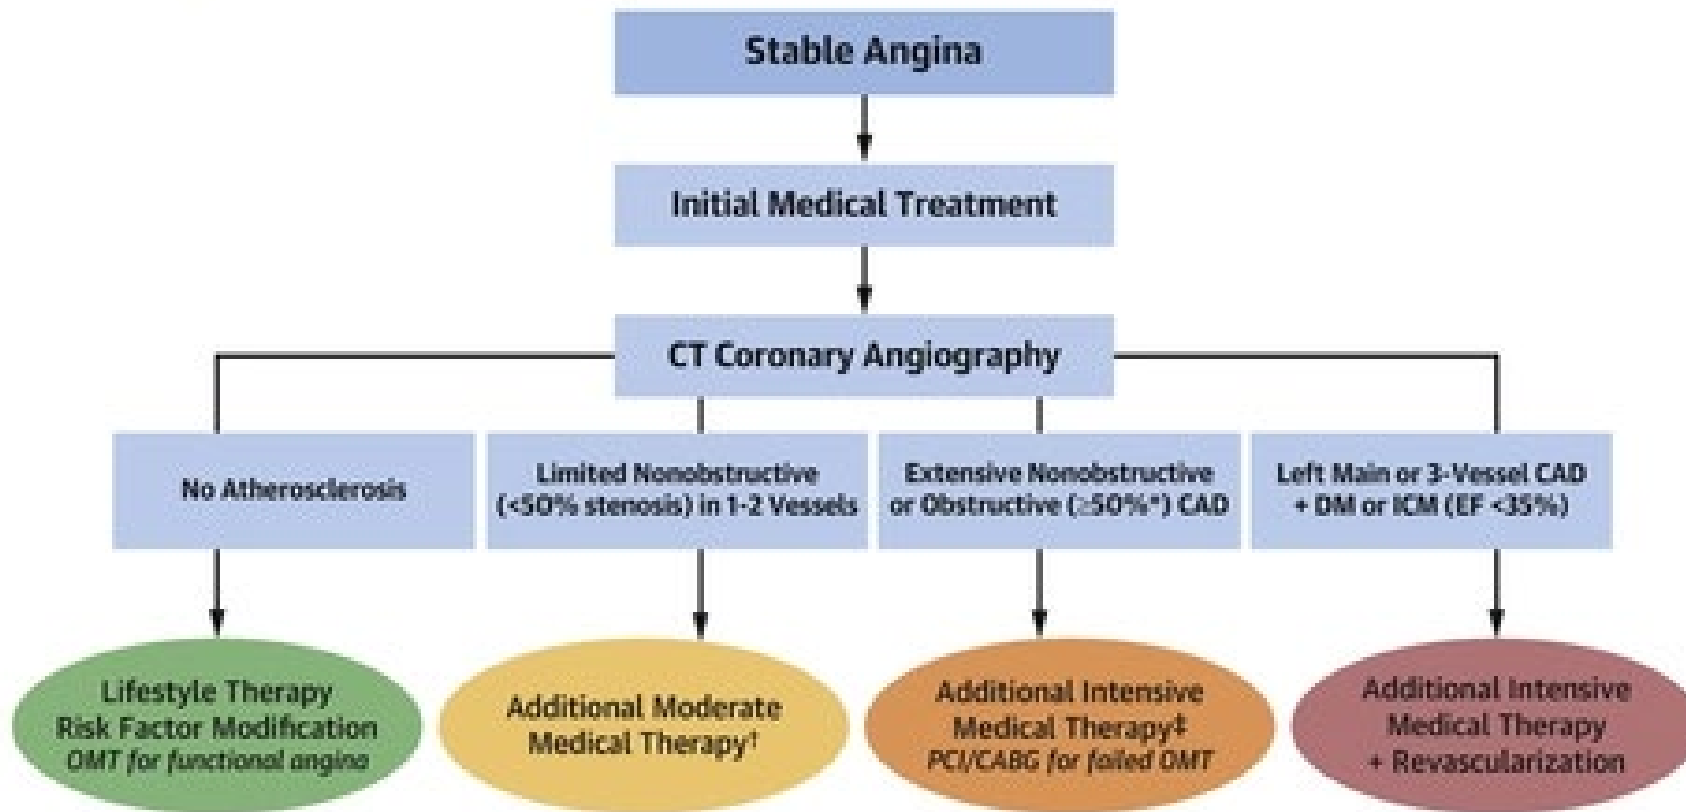 Stable Angina
Initial Medical Treatment
CT Coronary Angiography
No Atherosclerosis
Limited Nonobstructive
(<50% stenosis) in 1-2 Vessels
Extensive Nonobstructive
or Obstructive (≥50%*) CAD
Left Main or 3-Vessel CAD
+ DM or ICM (EF <35%)
Lifestyle Therapy
Risk Factor Modification
OMT for functional angina
Additional Moderate
Medical Therapy†
Additional Intensive
Medical Therapy‡
PCI/CABG for failed OMT
Additional Intensive
Medical Therapy
+ Revascularization